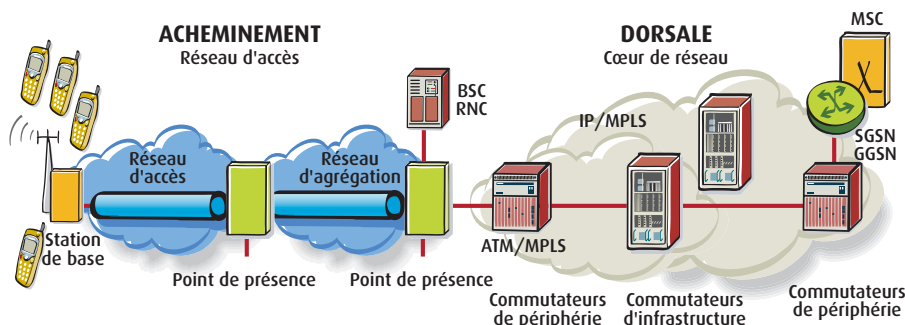 ACHEMINEMENT
Réseau d'accès
DORSALE
Cœur de réseau
MSC
BSC
RNC
IP/MPLS
SGSN
GGSN
Réseau
d'accès
Réseau
d'agrégation
Station
de base
ATM/MPLS
Point de présence
Point de présence
Commutateurs
de périphérie
Commutateurs
d'infrastructure
Commutateurs
de périphérie